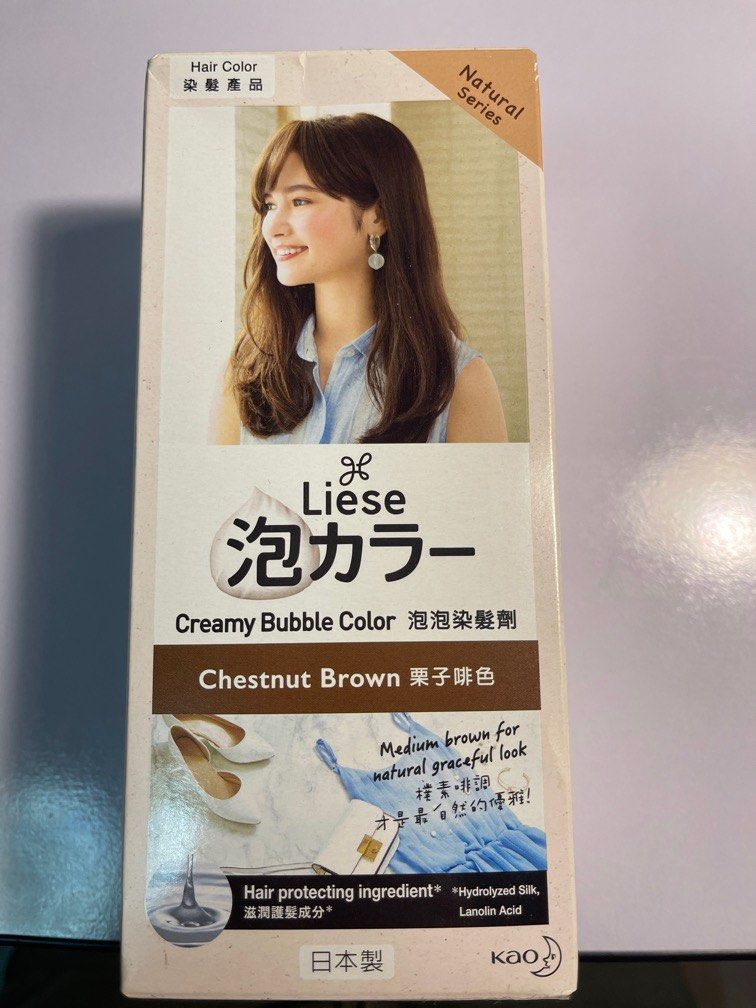 Hair Color
染髮產品
Natural
Series
Liese
泡カラー
Creamy Bubble Color 泡泡染髮劑
Chestnut Brown 栗子啡色
Medium brown for
natural graceful look
樸素啡調
才是最自然的優雅!
Hair protecting ingredient* *Hydrolyzed Silk,
滋潤護髮成分* Lanolin Acid
日本製
Kao